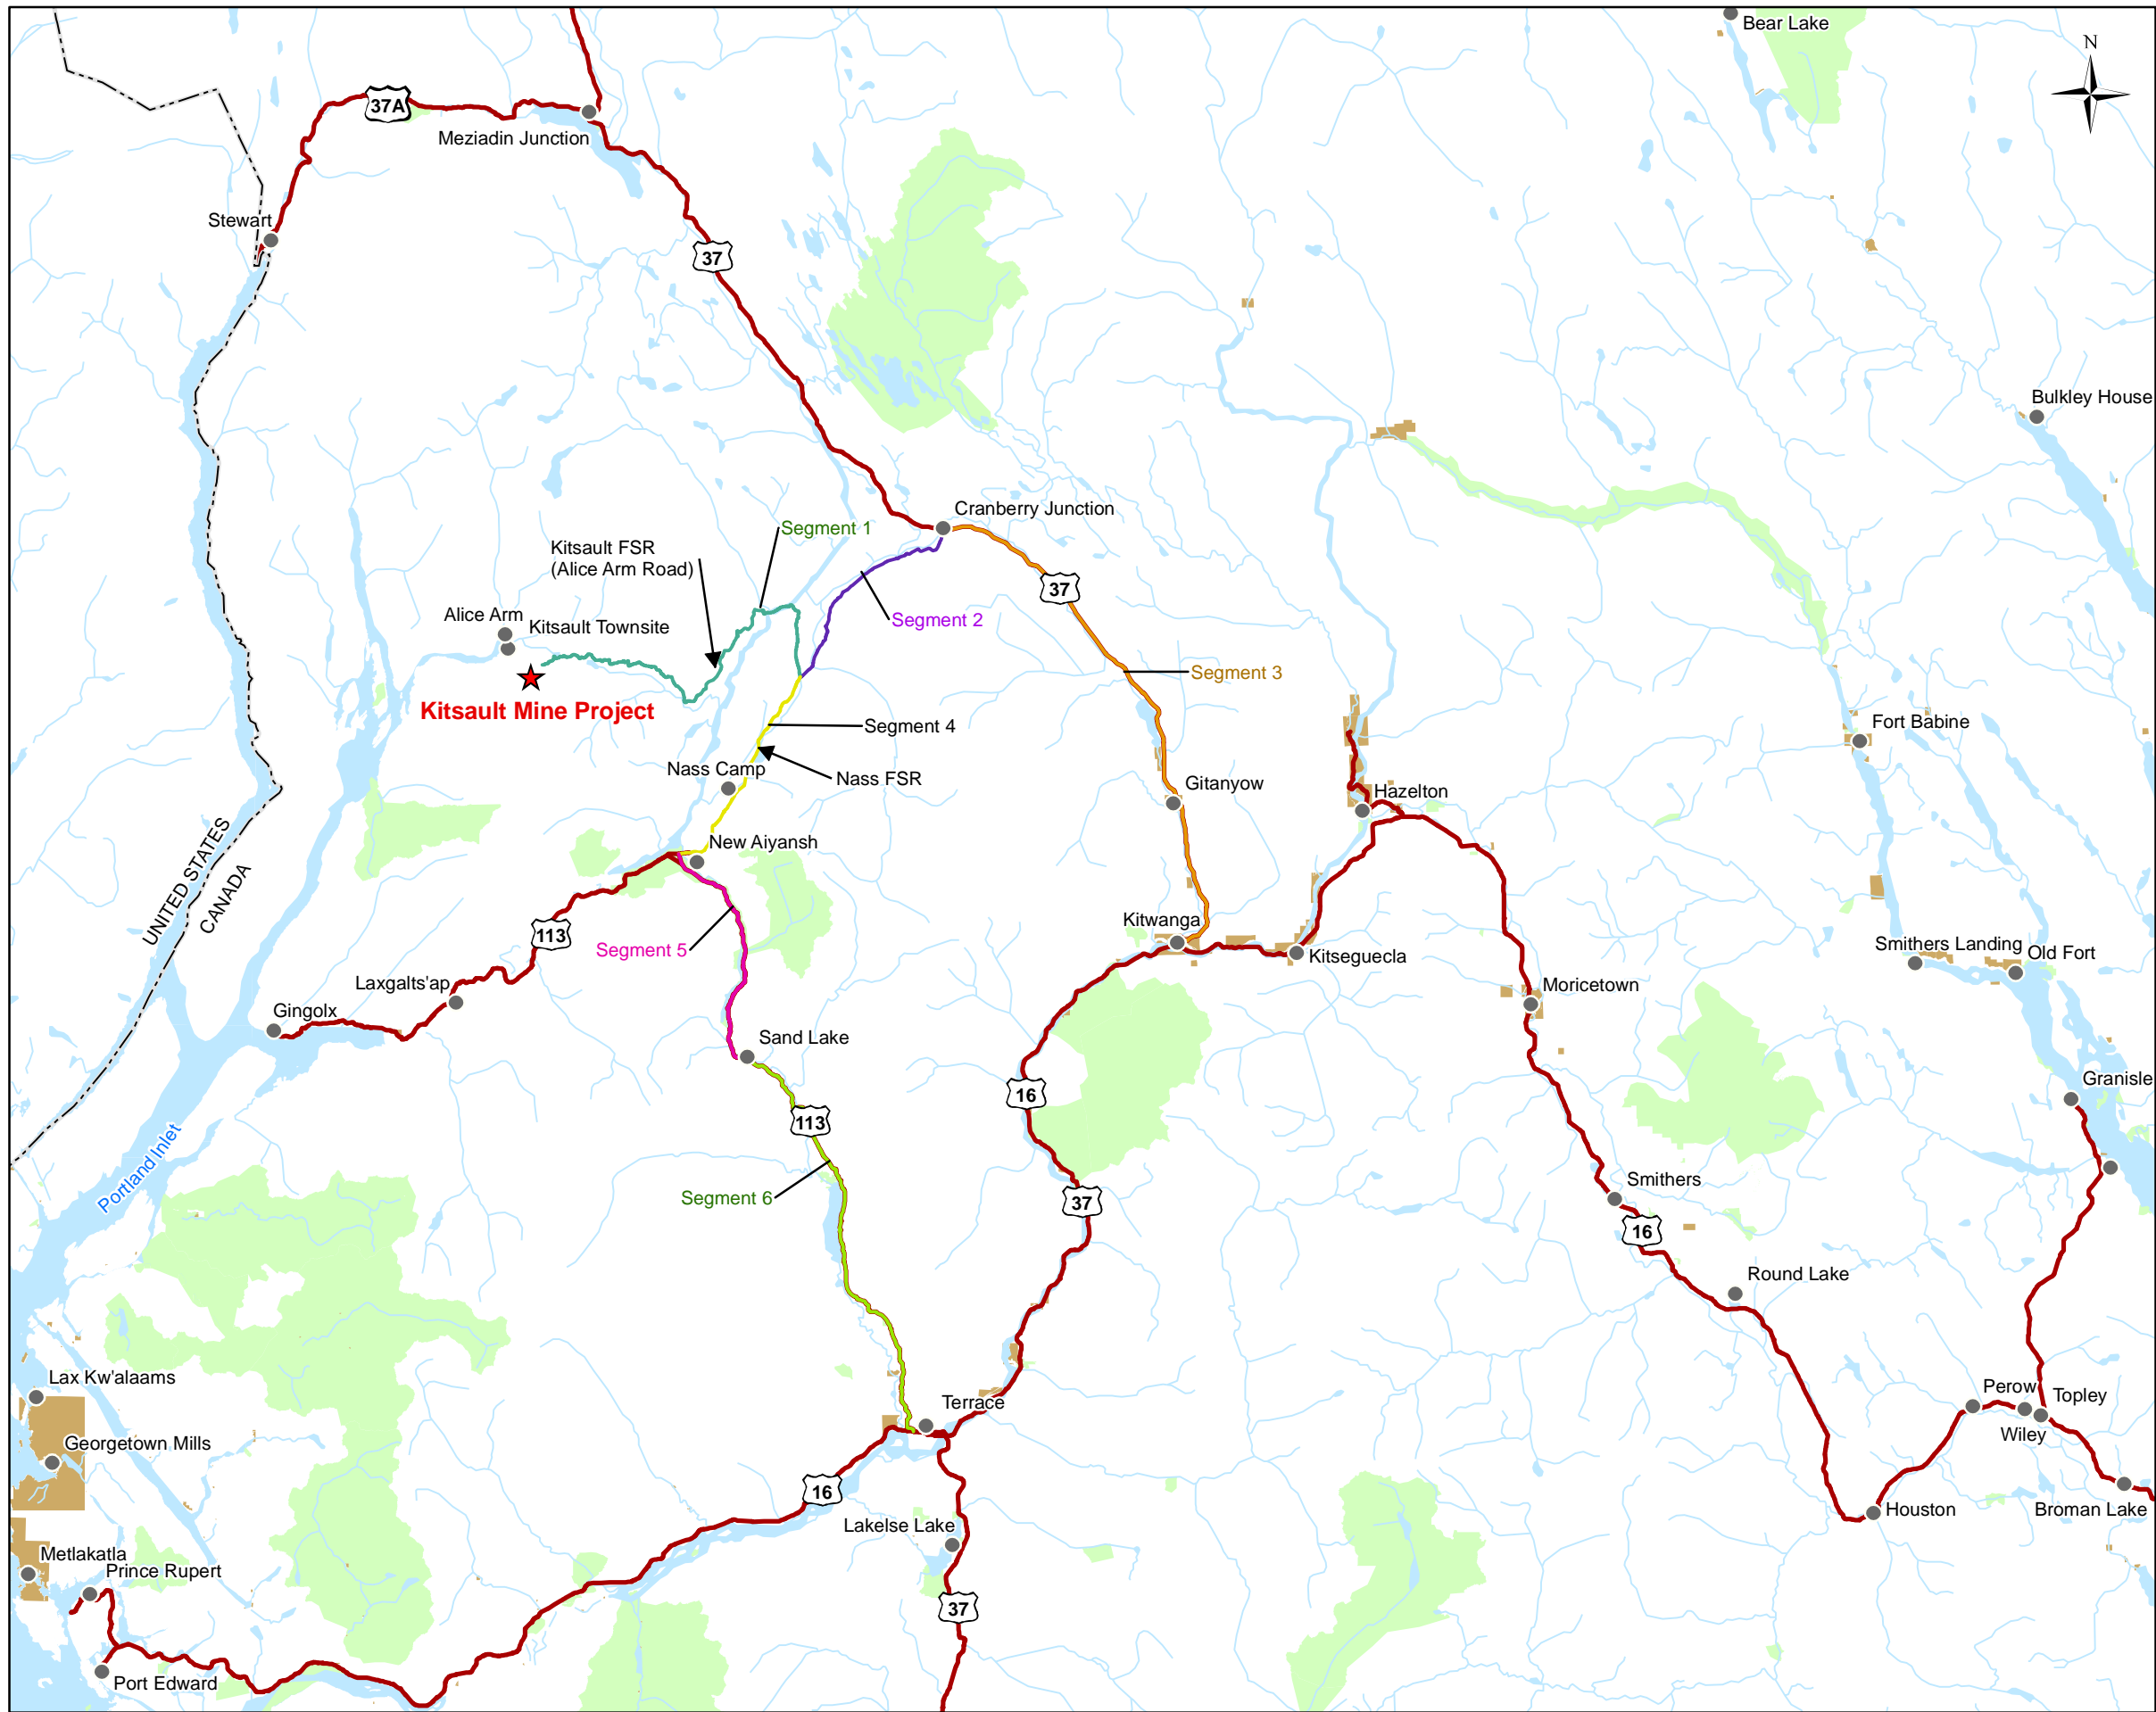 Bear Lake
N
37A
Meziadin Junction
Stewart
37
Bulkley House
Cranberry Junction
Segment 1
Kitsault FSR
(Alice Arm Road)
37
Alice Arm
Kitsault Townsite
Segment 2
Segment 3
Kitsault Mine Project
Segment 4
Fort Babine
Nass Camp
Nass FSR
Gitanyow
Hazelton
UNITED STATES
CANADA
New Aiyansh
113
Segment 5
Kitwanga
Kitseguecla
Smithers Landing
Old Fort
Laxgalts'ap
Moricetown
Gingolx
Sand Lake
Granisle
16
113
Portland Inlet
Segment 6
37
Smithers
16
Round Lake
Lax Kw'alaams
Perow
Topley
Terrace
Wiley
Georgetown Mills
16
Houston
Broman Lake
Lakelse Lake
Metlakatla
Prince Rupert
37
Port Edward